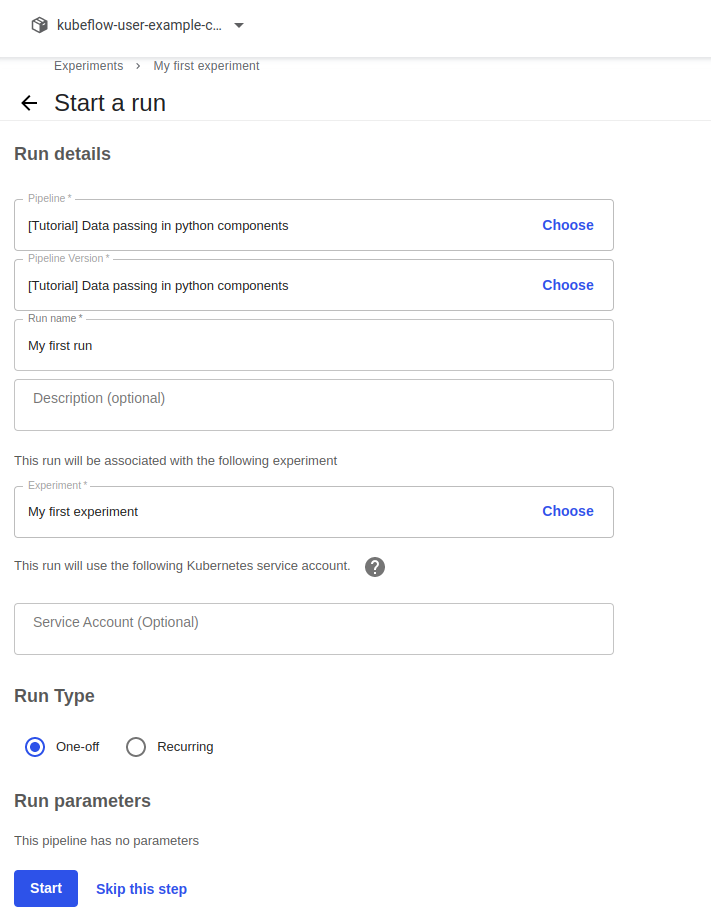 kubeflow-user-example-c...
Experiments > My first experiment
Start a run
Run details
Pipeline *
[Tutorial] Data passing in python components Choose
Pipeline Version *
[Tutorial] Data passing in python components Choose
Run name *
My first run
Description (optional)
This run will be associated with the following experiment
Experiment *
My first experiment Choose
This run will use the following Kubernetes service account. ?
Service Account (Optional)
Run Type
One-off Recurring
Run parameters
This pipeline has no parameters
Start Skip this step